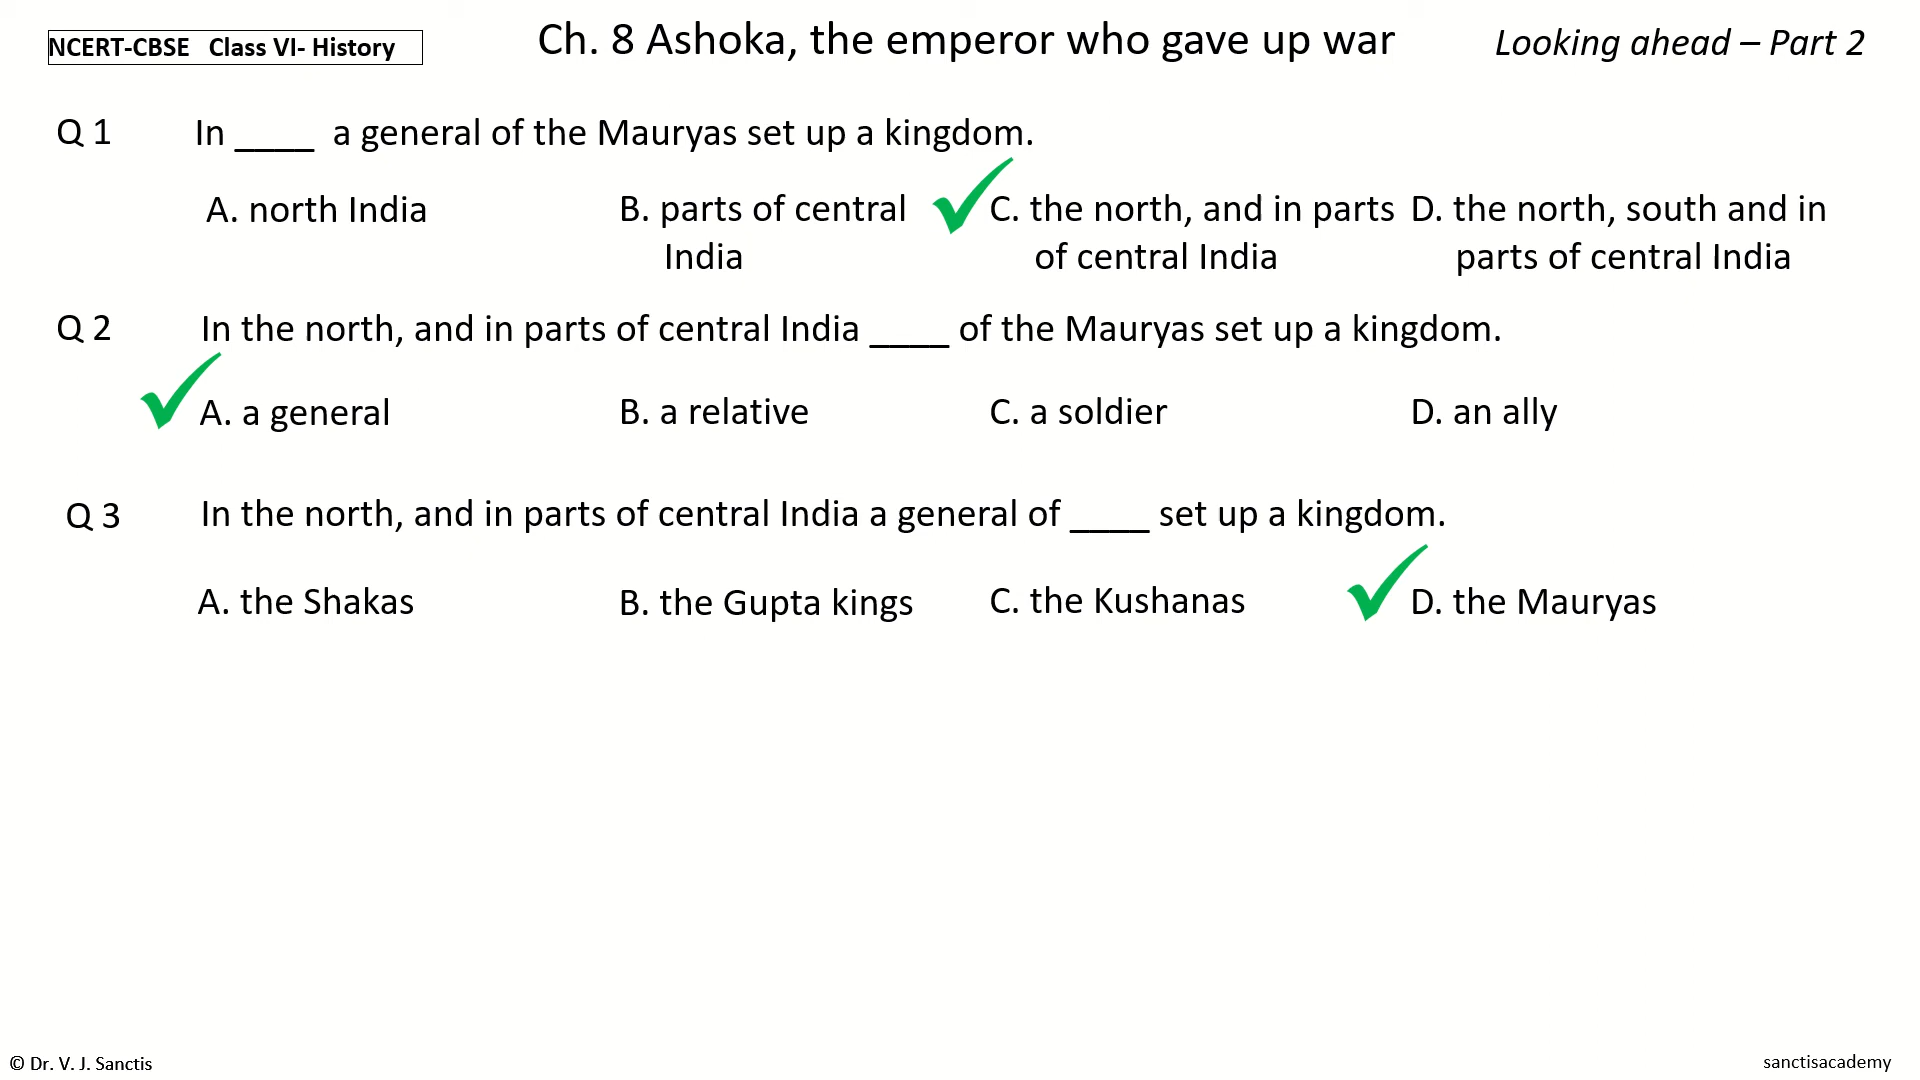 NCERT-CBSE Class VI- History
Ch. 8 Ashoka, the emperor who gave up war
Looking ahead – Part 2
Q 1 In ____ a general of the Mauryas set up a kingdom.
A. north India
B. parts of central
India
C. the north, and in parts
of central India
D. the north, south and in
parts of central India
Q 2 In the north, and in parts of central India ____ of the Mauryas set up a kingdom.
A. a general
B. a relative
C. a soldier
D. an ally
Q 3 In the north, and in parts of central India a general of ____ set up a kingdom.
A. the Shakas
B. the Gupta kings
C. the Kushanas
D. the Mauryas
© Dr. V. J. Sanctis
sanctisacademy